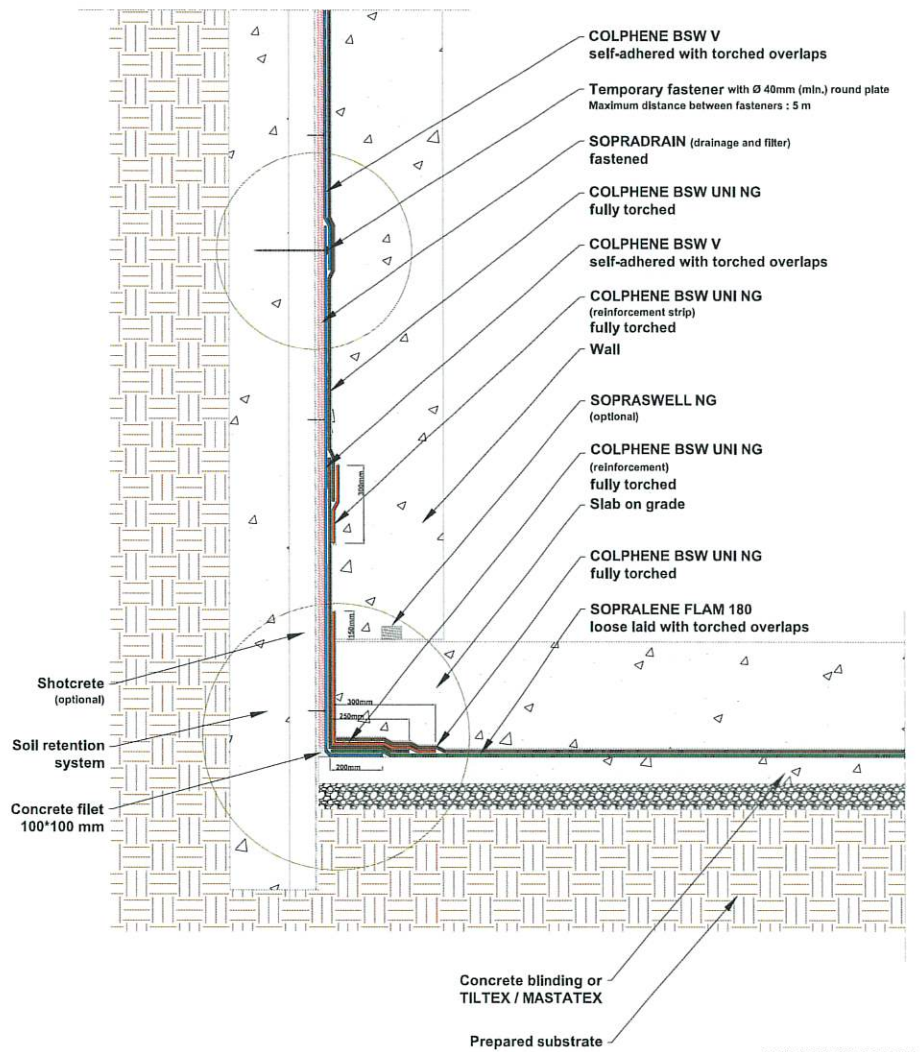 COLPHENE BSW V
self-adhered with torched overlaps
Temporary fastener with Ø 40mm (min.) round plate
Maximum distance between fasteners : 5 m
SOPRADRAIN (drainage and filter)
fastened
COLPHENE BSW UNI NG
fully torched
COLPHENE BSW V
self-adhered with torched overlaps
COLPHENE BSW UNI NG
(reinforcement strip)
fully torched
Wall
SOPRASWELL NG
(optional)
COLPHENE BSW UNI NG
(reinforcement)
fully torched
Slab on grade
COLPHENE BSW UNI NG
fully torched
SOPRALENE FLAM 180
loose laid with torched overlaps
300mm
150mm
300mm
250mm
200mm
Shotcrete
(optional)
Soil retention
system
Concrete filet
100*100 mm
Concrete blinding or
TILTEX / MASTATEX
Prepared substrate